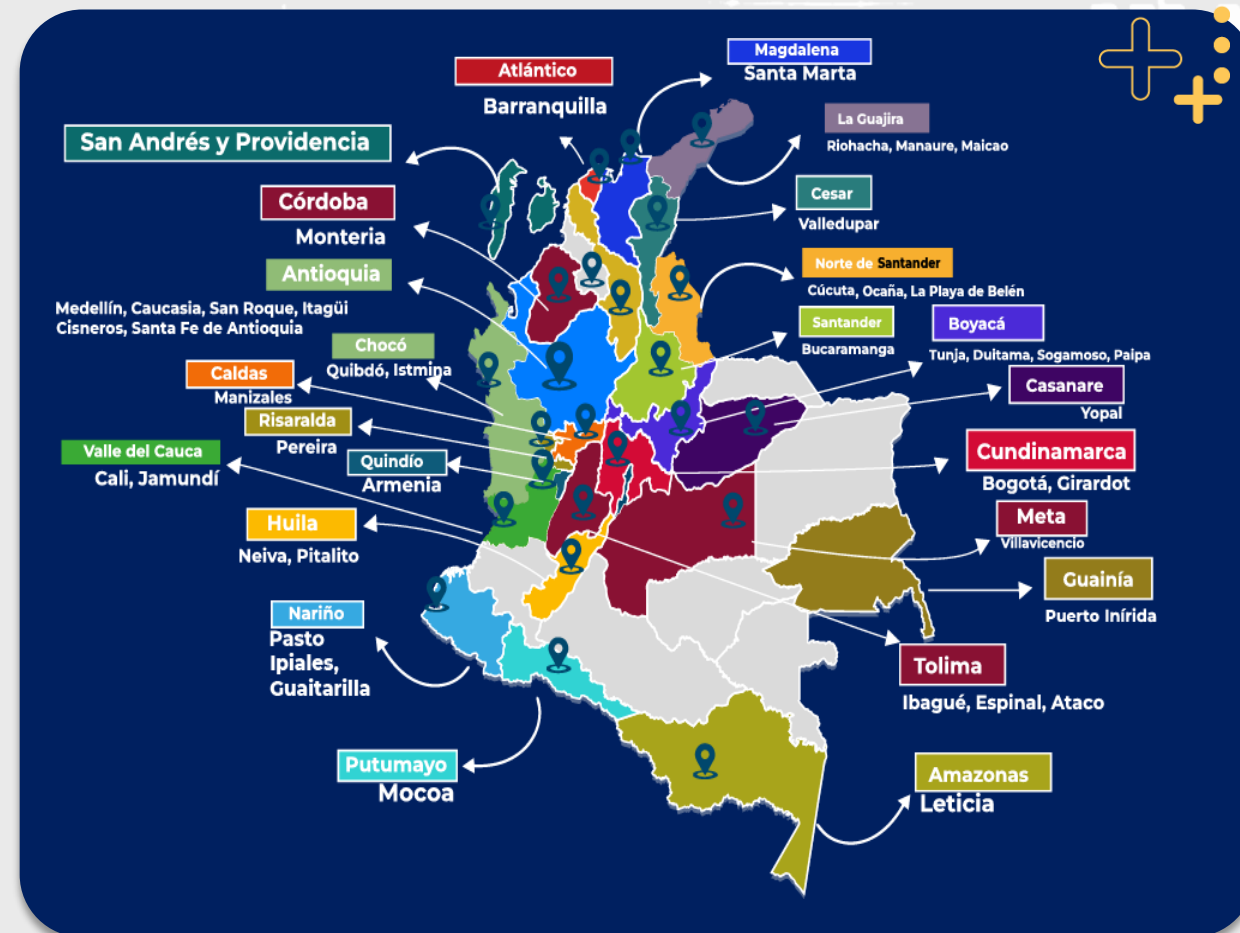 Magdalena
Santa Marta
Atlántico
Barranquilla
La Guajira
Riohacha, Manaure, Maicao
San Andrés y Providencia
Cesar
Valledupar
Córdoba
Monteria
Norte de Santander
Cúcuta, Ocaña, La Playa de Belén
Antioquia
Medellín, Caucasia, San Roque, Itagüi
Cisneros, Santa Fe de Antioquia
Santander
Bucaramanga
Boyacá
Tunja, Duitama, Sogamoso, Paipa
Chocó
Quibdó, Istmina
Caldas
Manizales
Casanare
Yopal
Risaralda
Pereira
Valle del Cauca
Cali, Jamundí
Quindío
Armenia
Cundinamarca
Bogotá, Girardot
Huila
Neiva, Pitalito
Meta
Villavicencio
Guainía
Puerto Inírida
Nariño
Pasto
Ipiales,
Guaitarilla
Tolima
Ibagué, Espinal, Ataco
Putumayo
Mocoa
Amazonas
Leticia